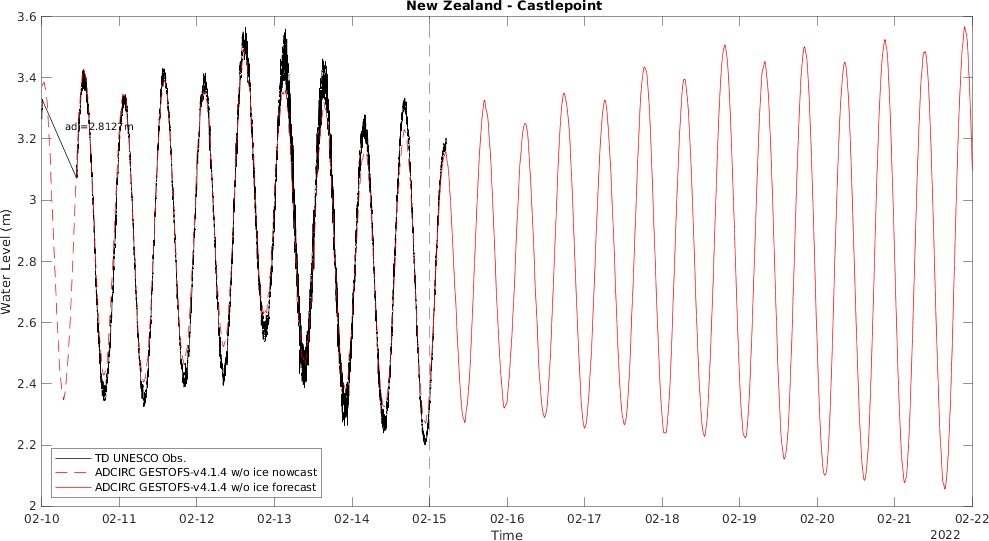 New Zealand - Castlepoint
Water Level (m)
3.6
3.4
3.2
3
2.8
2.6
2.4
2.2
2
adj=2.8127m
TD UNESCO Obs.
ADCIRC GESTOFS-v4.1.4 w/o ice nowcast
ADCIRC GESTOFS-v4.1.4 w/o ice forecast
02-10 02-11 02-12 02-13 02-14 02-15 02-16 02-17 02-18 02-19 02-20 02-21 02-22
Time
2022